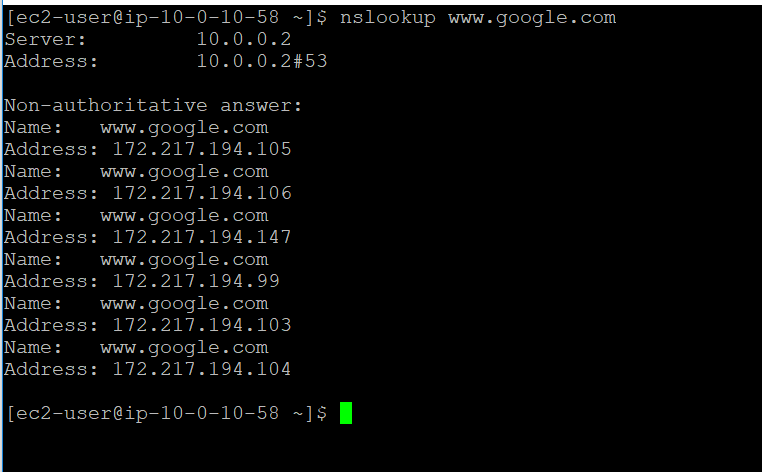 [ec2-user@ip-10-0-10-58 ~]$ nslookup www.google.com
Server:         10.0.0.2
Address:        10.0.0.2#53
Non-authoritative answer:
Name:   www.google.com
Address: 172.217.194.105
Name:   www.google.com
Address: 172.217.194.106
Name:   www.google.com
Address: 172.217.194.147
Name:   www.google.com
Address: 172.217.194.99
Name:   www.google.com
Address: 172.217.194.103
Name:   www.google.com
Address: 172.217.194.104
[ec2-user@ip-10-0-10-58 ~]$